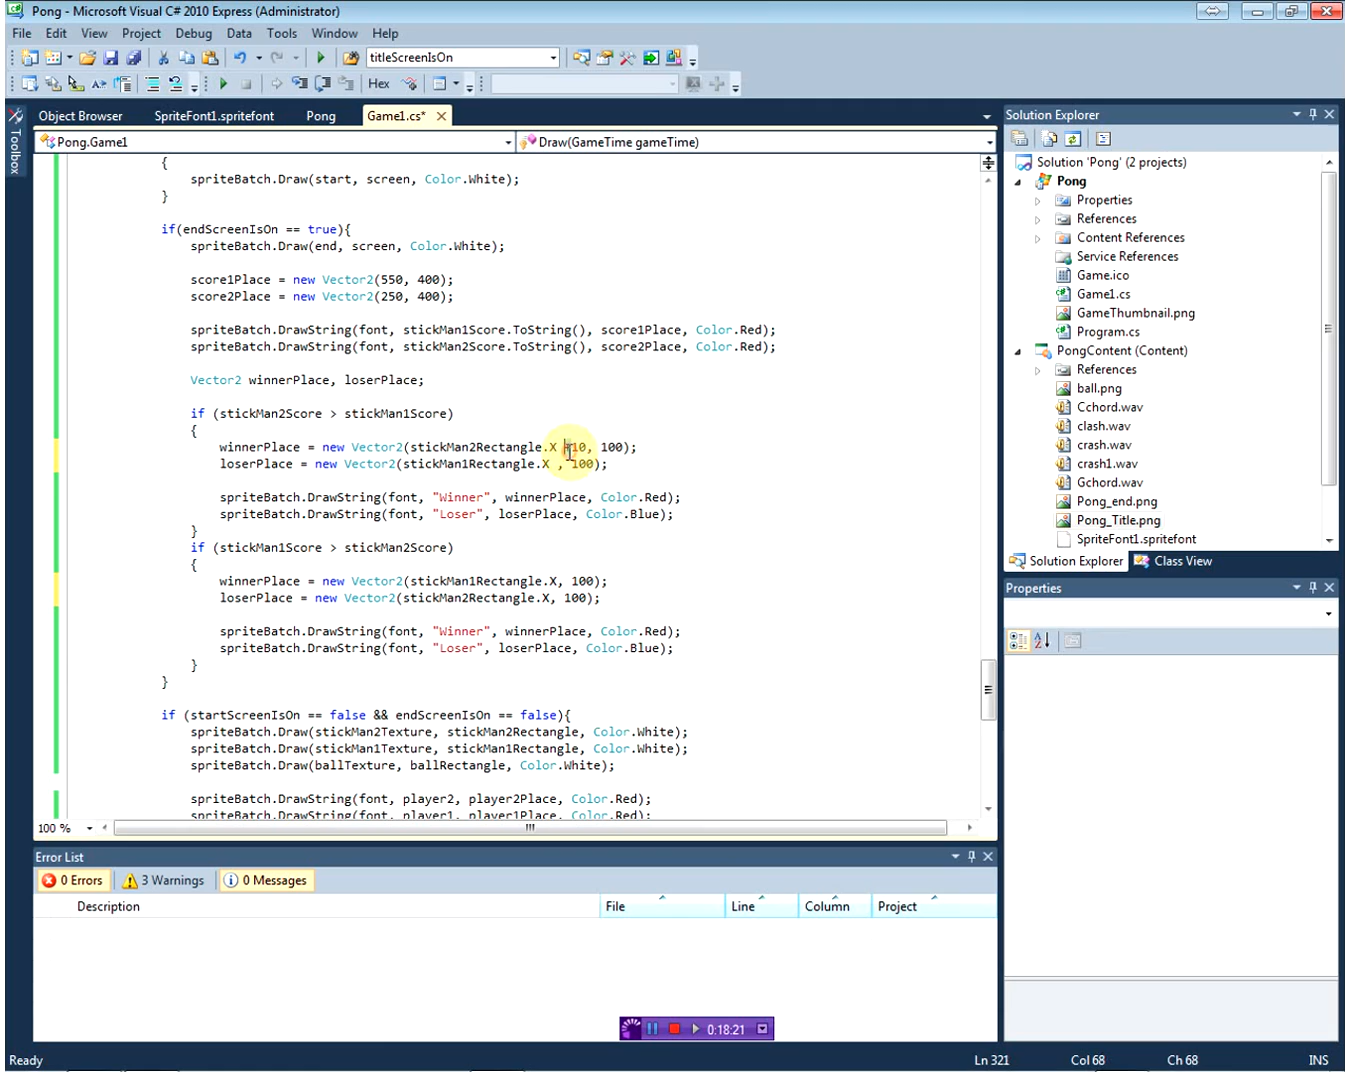 Pong - Microsoft Visual C# 2010 Express (Administrator)
File Edit View Project Debug Data Tools Window Help
titleScreenIsOn
Hex
Object Browser SpriteFont1.spritefont Pong Game1.cs*
Toolbox
Pong.Game1 Draw(GameTime gameTime)
{
spriteBatch.Draw(start, screen, Color.White);
}
if(endScreenIsOn == true){
spriteBatch.Draw(end, screen, Color.White);
score1Place = new Vector2(550, 400);
score2Place = new Vector2(250, 400);
spriteBatch.DrawString(font, stickMan1Score.ToString(), score1Place, Color.Red);
spriteBatch.DrawString(font, stickMan2Score.ToString(), score2Place, Color.Red);
Vector2 winnerPlace, loserPlace;
if (stickMan2Score > stickMan1Score)
{
winnerPlace = new Vector2(stickMan2Rectangle.X 10, 100);
loserPlace = new Vector2(stickMan1Rectangle.X , 100);
spriteBatch.DrawString(font, "Winner", winnerPlace, Color.Red);
spriteBatch.DrawString(font, "Loser", loserPlace, Color.Blue);
}
if (stickMan1Score > stickMan2Score)
{
winnerPlace = new Vector2(stickMan1Rectangle.X, 100);
loserPlace = new Vector2(stickMan2Rectangle.X, 100);
spriteBatch.DrawString(font, "Winner", winnerPlace, Color.Red);
spriteBatch.DrawString(font, "Loser", loserPlace, Color.Blue);
}
}
if (startScreenIsOn == false && endScreenIsOn == false){
spriteBatch.Draw(stickMan2Texture, stickMan2Rectangle, Color.White);
spriteBatch.Draw(stickMan1Texture, stickMan1Rectangle, Color.White);
spriteBatch.Draw(ballTexture, ballRectangle, Color.White);
spriteBatch.DrawString(font, player2, player2Place, Color.Red);
spriteBatch.DrawString(font, player1, player1Place, Color.Red);
100 %
Solution Explorer
Solution 'Pong' (2 projects)
Pong
Properties
References
Content References
Service References
Game.ico
Game1.cs
GameThumbnail.png
Program.cs
PongContent (Content)
References
ball.png
Cchord.wav
clash.wav
crash.wav
crash1.wav
Gchord.wav
Pong_end.png
Pong_Title.png
SpriteFont1.spritefont
Solution Explorer Class View
Properties
Error List
0 Errors 3 Warnings 0 Messages
Description File Line Column Project
0:18:21
Ready Ln 321 Col 68 Ch 68 INS